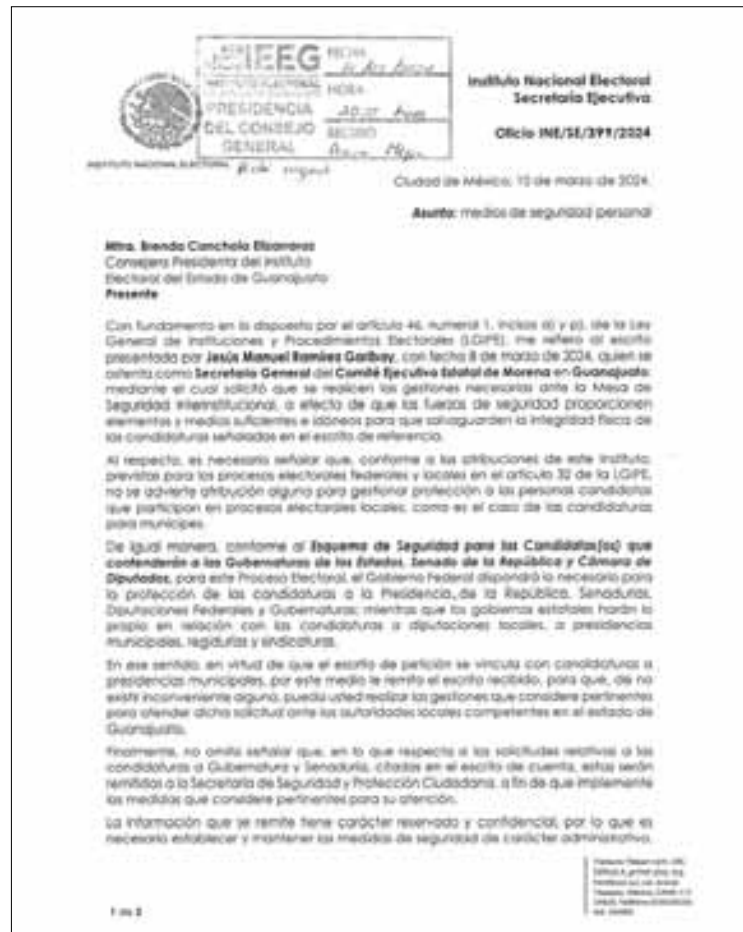 IEEG
INSTITUTO ELECTORAL
PRESIDENCIA
DEL CONSEJO
GENERAL
FECHA
HORA
RECIBIÓ
INSTITUTO NACIONAL ELECTORAL
Instituto Nacional Electoral
Secretaría Ejecutiva
Oficio INE/SE/399/2024
Ciudad de México, 10 de marzo de 2024.
Asunto: medios de seguridad personal
Mtra. Brenda Canchola Elizarraraz
Consejera Presidenta del Instituto
Electoral del Estado de Guanajuato
Presente
Con fundamento en lo dispuesto por el artículo 46, numeral 1, incisos a) y p), de la Ley
General de Instituciones y Procedimientos Electorales (LGIPE), me refiero al escrito
presentado por Jesús Manuel Ramírez Garibay, con fecha 8 de marzo de 2024, quien se
ostenta como Secretario General del Comité Ejecutivo Estatal de Morena en Guanajuato;
mediante el cual solicitó que se realicen las gestiones necesarias ante la Mesa de
Seguridad Interinstitucional, a efecto de que las fuerzas de seguridad proporcionen
elementos y medios suficientes e idóneos para que salvaguarden la integridad física de
las candidaturas señaladas en el escrito de referencia.
Al respecto, es necesario señalar que, conforme a las atribuciones de este Instituto,
previstas para los procesos electorales federales y locales en el artículo 32 de la LGIPE,
no se advierte atribución alguna para gestionar protección a las personas candidatas
que participan en procesos electorales locales, como es el caso de las candidaturas
para munícipes.
De igual manera, conforme al Esquema de Seguridad para las Candidatas(os) que
contenderán a las Gubernaturas de los Estados, Senado de la República y Cámara de
Diputados, para este Proceso Electoral, el Gobierno Federal dispondrá lo necesario para
la protección de las candidaturas a la Presidencia de la República, Senadurías,
Diputaciones Federales y Gubernaturas; mientras que los gobiernos estatales harán lo
propio en relación con las candidaturas a diputaciones locales, a presidencias
municipales, regidurías y sindicaturas.
En ese sentido, en virtud de que el escrito de petición se vincula con candidaturas a
presidencias municipales, por este medio le remito el escrito recibido, para que, de no
existir inconveniente alguno, pueda usted realizar las gestiones que considere pertinentes
para atender dicha solicitud ante las autoridades locales competentes en el estado de
Guanajuato.
Finalmente, no omito señalar que, en lo que respecta a las solicitudes relativas a las
candidaturas a Gubernatura y Senaduría, citadas en el escrito de cuenta, estas serán
remitidas a la Secretaría de Seguridad y Protección Ciudadana, a fin de que implemente
las medidas que considere pertinentes para su atención.
La información que se remite tiene carácter reservado y confidencial, por lo que es
necesario establecer y mantener las medidas de seguridad de carácter administrativo,
1 de 2